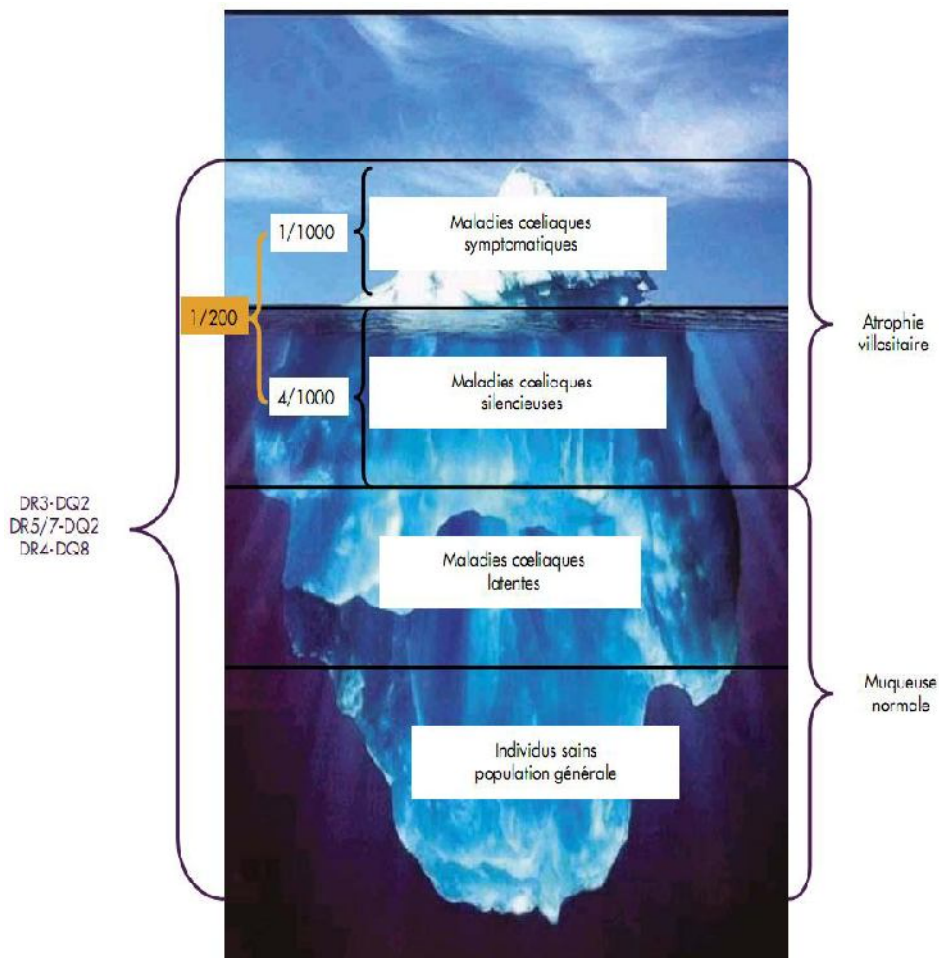 1/1000
Maladies cœliaques
symptomatiques
1/200
Atrophie
villositaire
4/1000
Maladies cœliaques
silencieuses
DR3-DQ2
DR5/7-DQ2
DR4-DQ8
Maladies cœliaques
latentes
Muqueuse
normale
Individus sains
population générale